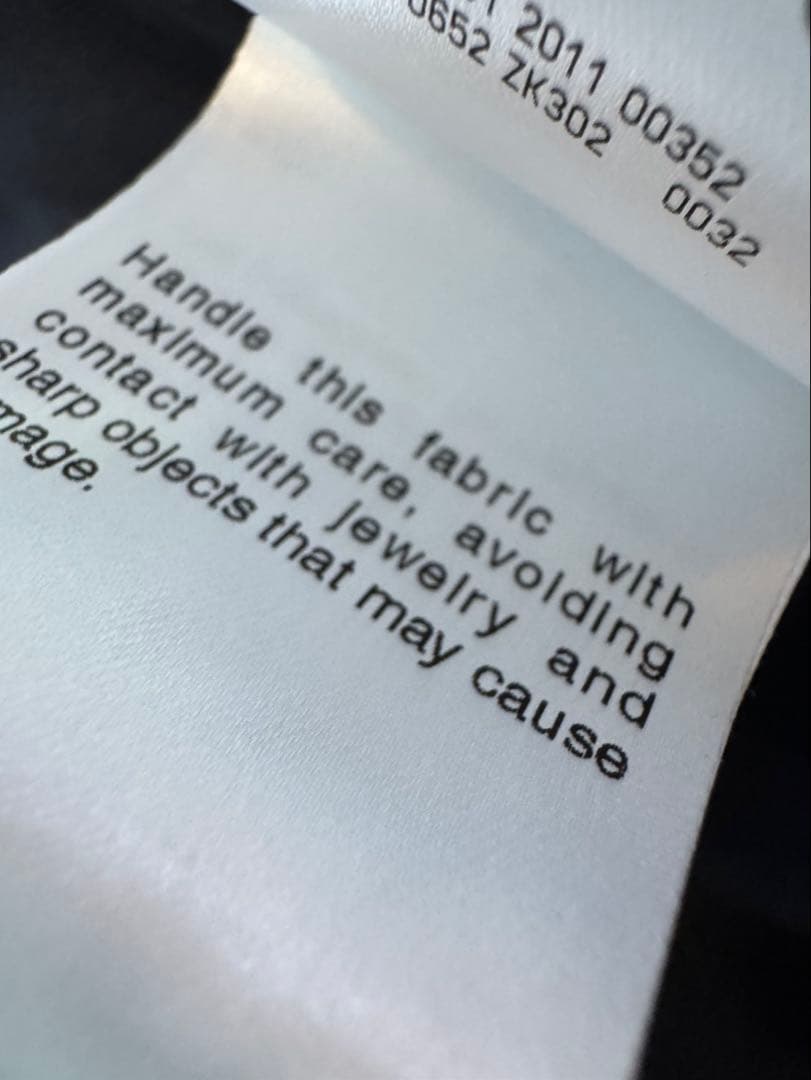 2011 00352
0652 ZK302 0032
Handle this fabric with
maximum care, avoiding
contact with jewelry and
sharp objects that may cause
mage.